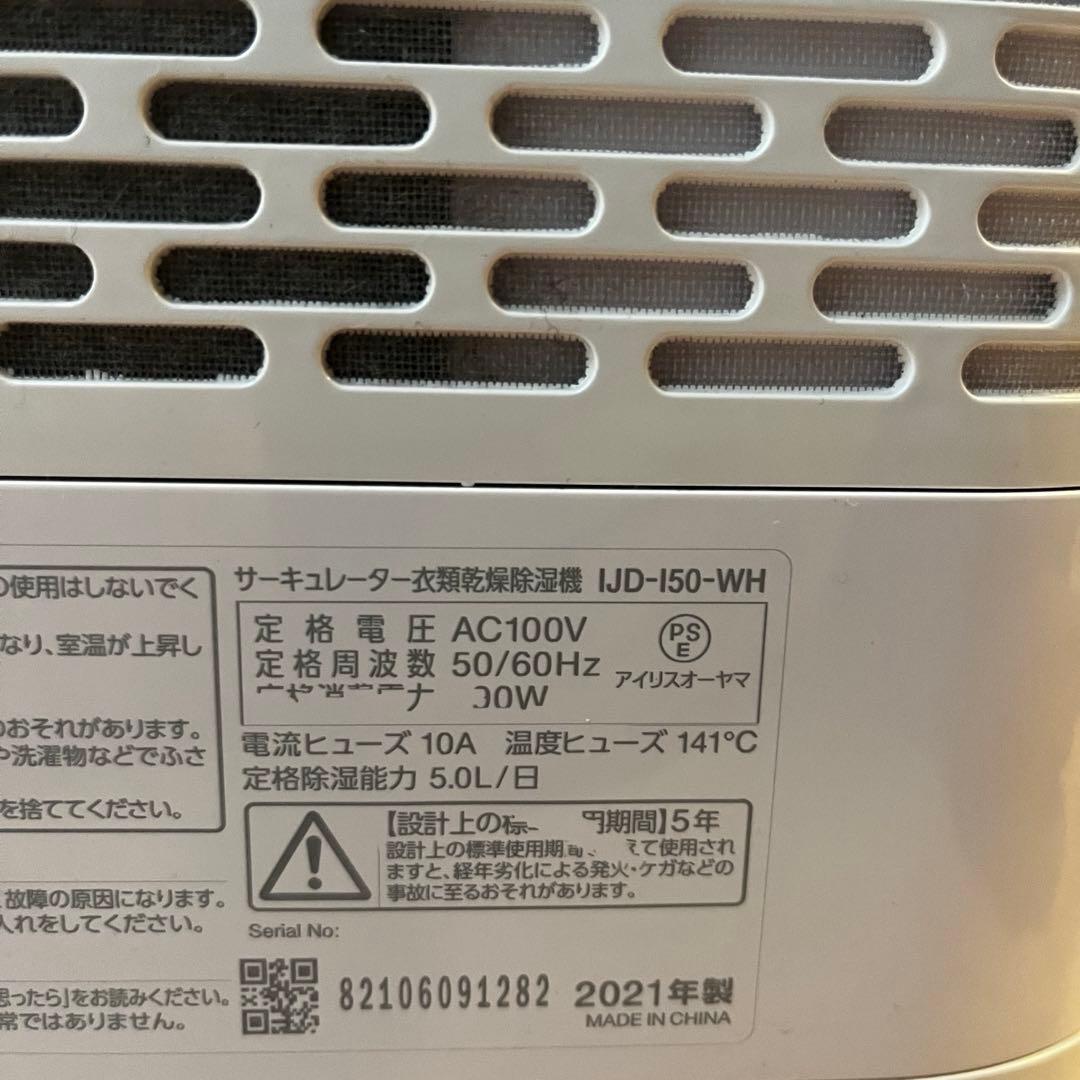 の使用はしないでく
なり、室温が上昇し
のおそれがあります。
や洗濯物などでふさ
を捨ててください。
故障の原因になります。
入れをしてください。
思ったら」をお読みください。
常ではありません。
サーキュレーター衣類乾燥除湿機 IJD-I50-WH
定格電圧 AC100V
定格周波数 50/60Hz
00W
PS
E
アイリスオーヤマ
電流ヒューズ 10A 温度ヒューズ 141℃
定格除湿能力 5.0L/日
【設計上の標 期間】5年
設計上の標準使用期 えて使用され
ますと、経年劣化による発火・ケガなどの
事故に至るおそれがあります。
Serial No:
82106091282 2021年製
MADE IN CHINA